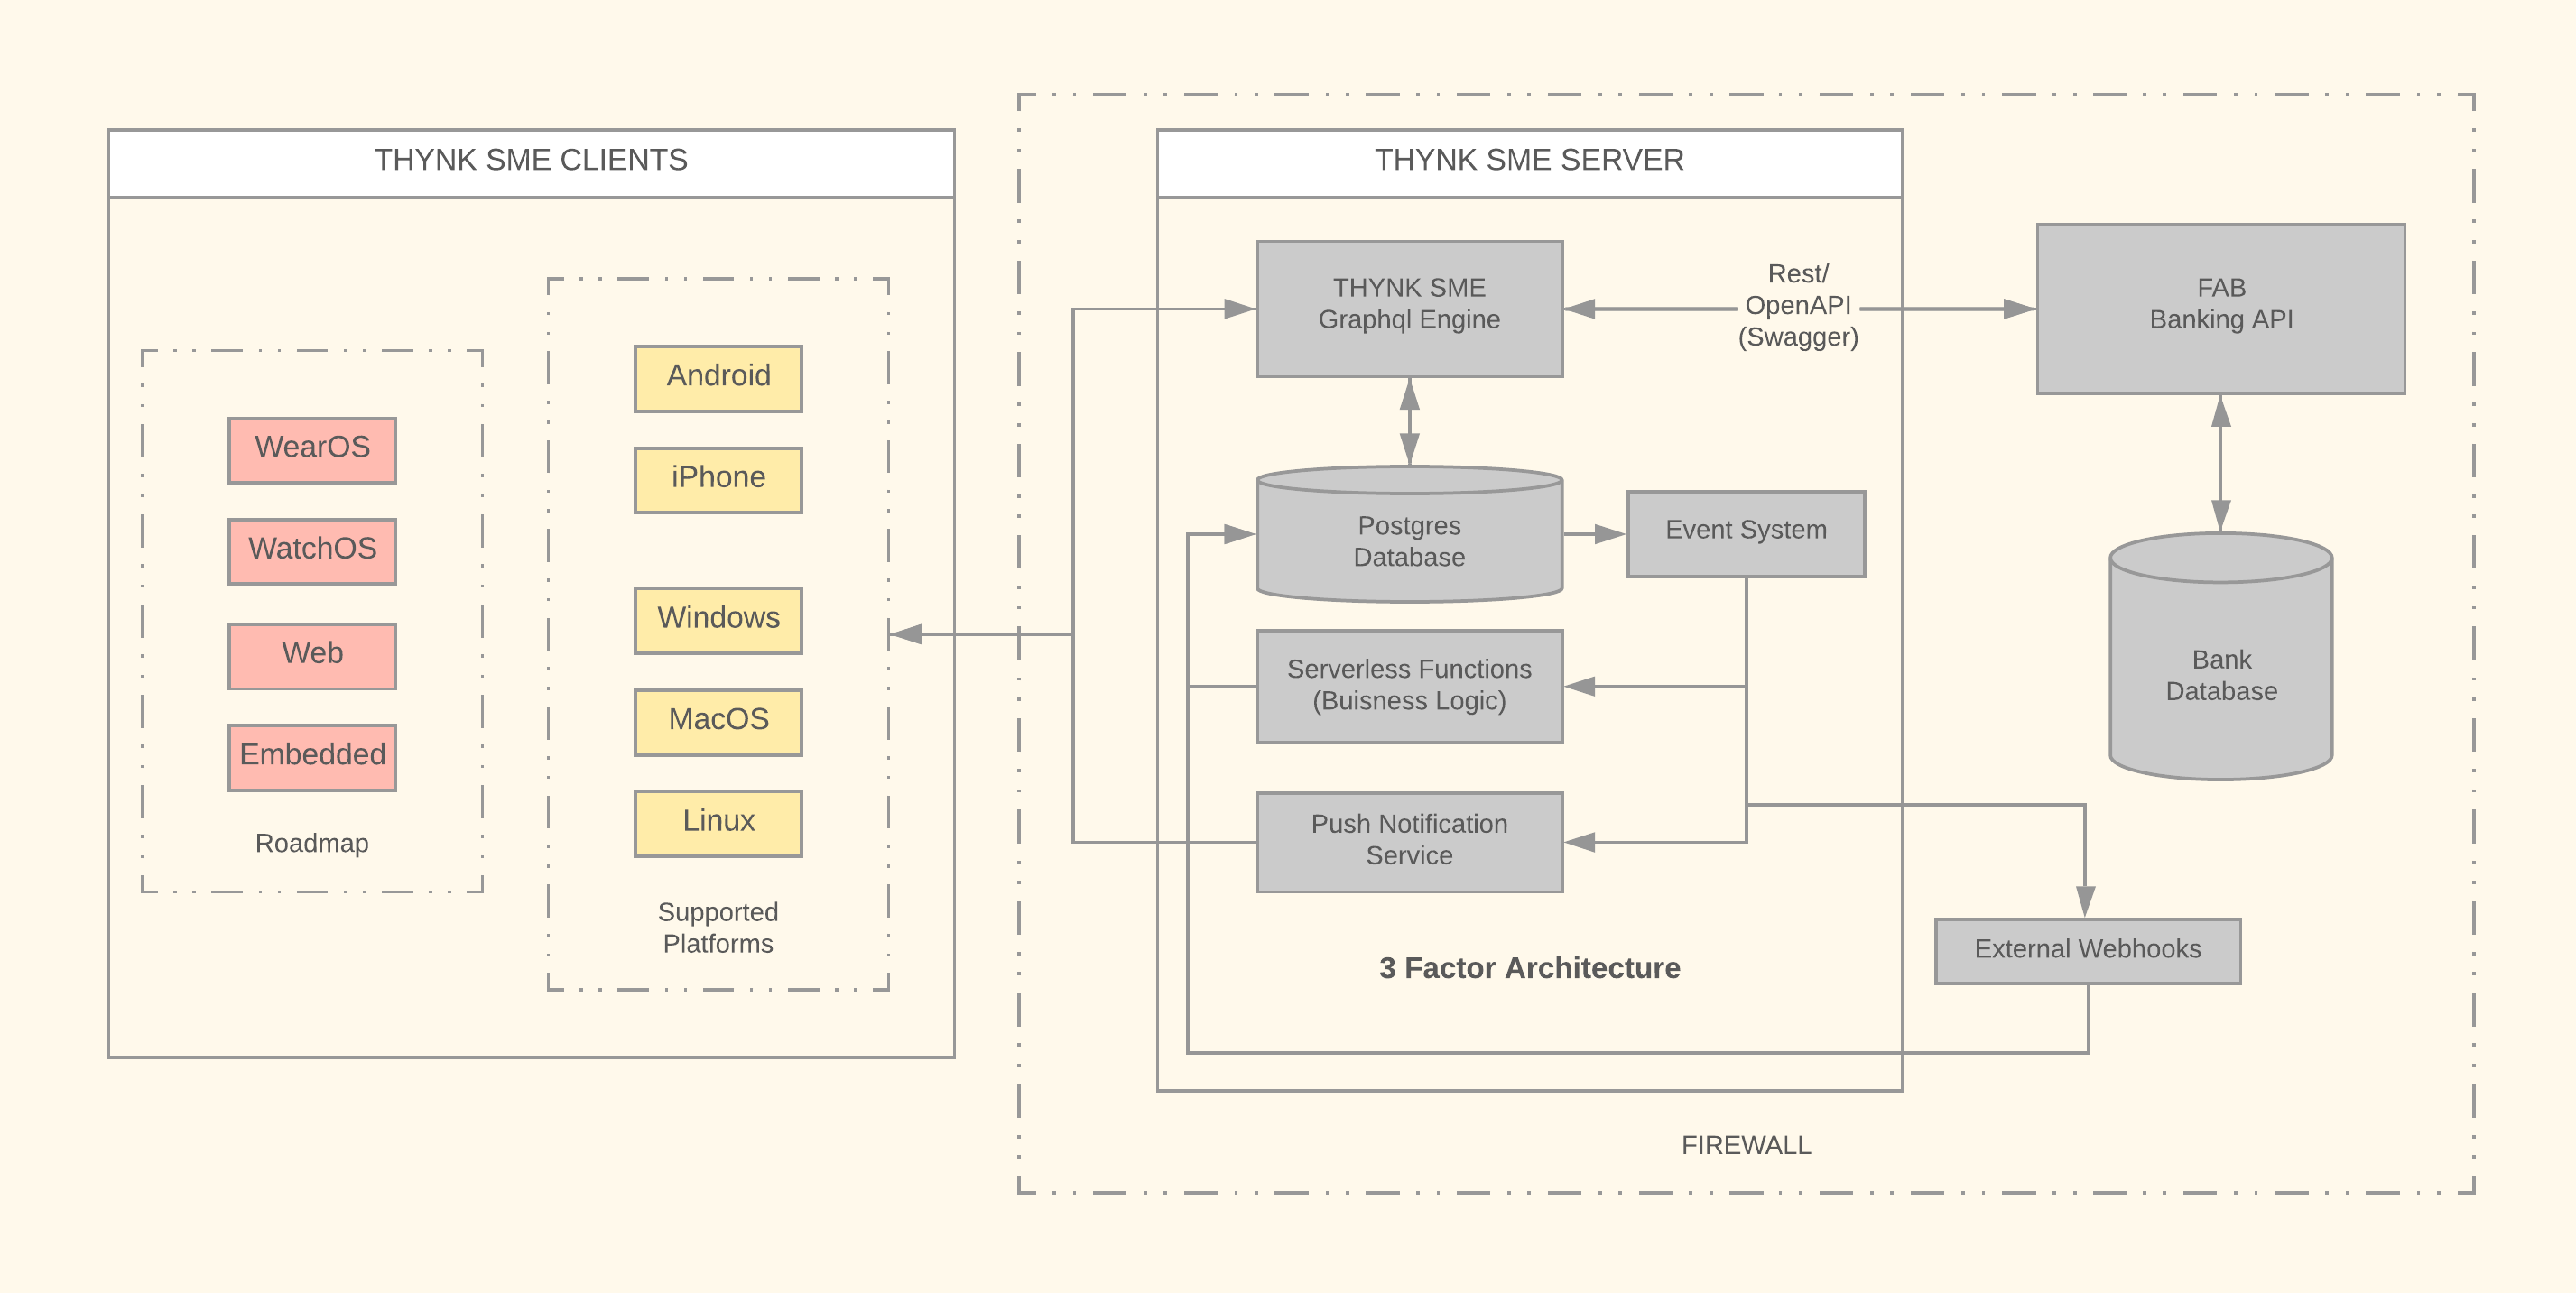 THYNK SME CLIENTS
WearOS
WatchOS
Web
Embedded
Roadmap
Android
iPhone
Windows
MacOS
Linux
Supported
Platforms
THYNK SME SERVER
THYNK SME
Graphql Engine
Rest/
OpenAPI
(Swagger)
FAB
Banking API
Postgres
Database
Event System
Serverless Functions
(Buisness Logic)
Push Notification
Service
Bank
Database
External Webhooks
3 Factor Architecture
FIREWALL